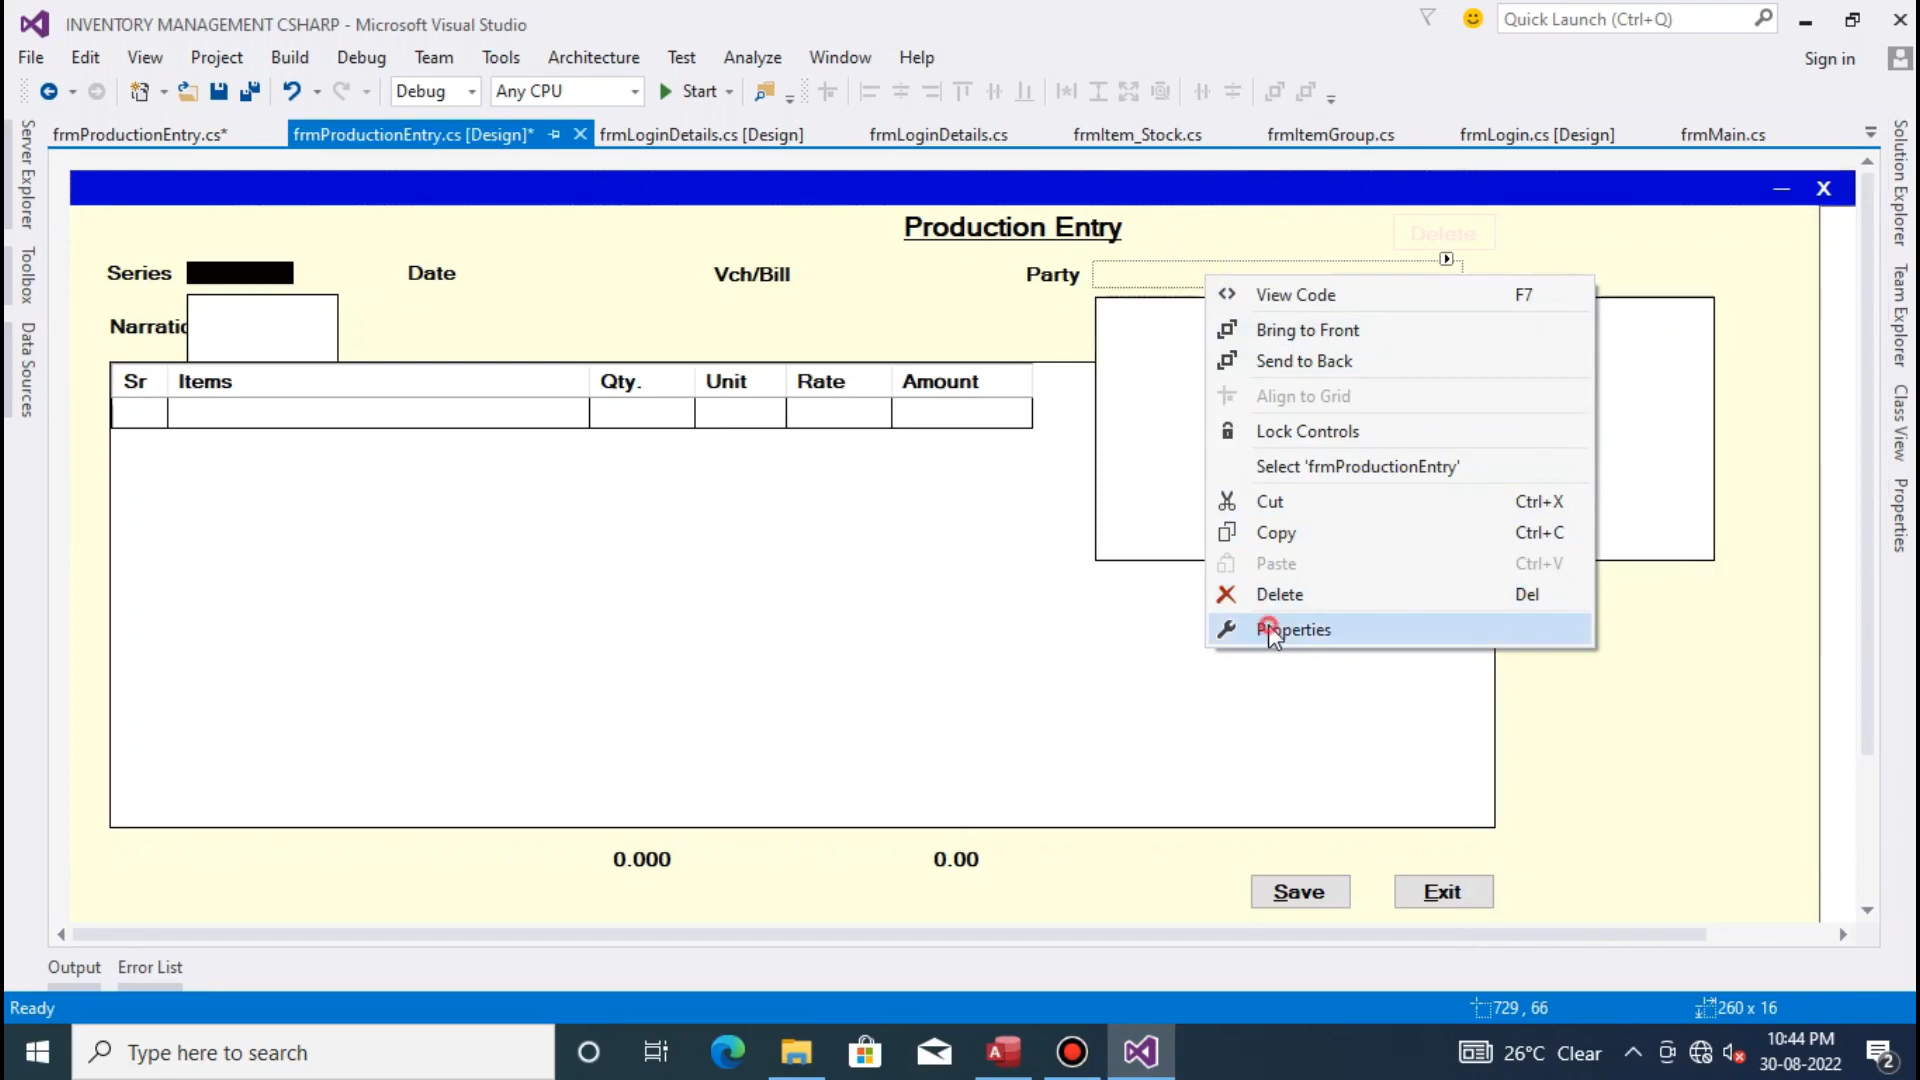 INVENTORY MANAGEMENT CSHARP - Microsoft Visual Studio
Quick Launch (Ctrl+Q)
File Edit View Project Build Debug Team Tools Architecture Test Analyze Window Help
Sign in
Debug Any CPU Start
frmProductionEntry.cs* frmProductionEntry.cs [Design]* frmLoginDetails.cs [Design] frmLoginDetails.cs frmItem_Stock.cs frmItemGroup.cs frmLogin.cs [Design] frmMain.cs
Server Explorer
Toolbox
Data Sources
Solution Explorer
Team Explorer
Class View
Properties
X
Production Entry
Delete
Series Date Vch/Bill Party
Narratio
Sr Items Qty. Unit Rate Amount
View Code F7
Bring to Front
Send to Back
Align to Grid
Lock Controls
Select 'frmProductionEntry'
Cut Ctrl+X
Copy Ctrl+C
Paste Ctrl+V
Delete Del
Properties
0.000 0.00
Save Exit
Output Error List
Ready 729 , 66 260 x 16
Type here to search
26°C Clear
10:44 PM
30-08-2022
2